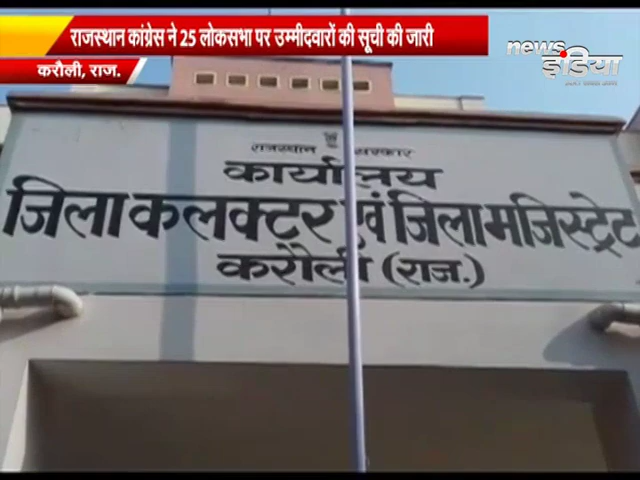 राजस्थान कांग्रेस ने 25 लोकसभा पर उम्मीदवारों की सूची की जारी
करौली, राज.
news
इंडिया
राजस्थान सरकार
कार्यालय
जिला कलक्टर एवं जिला मजिस्ट्रेट
करौली (राज.)